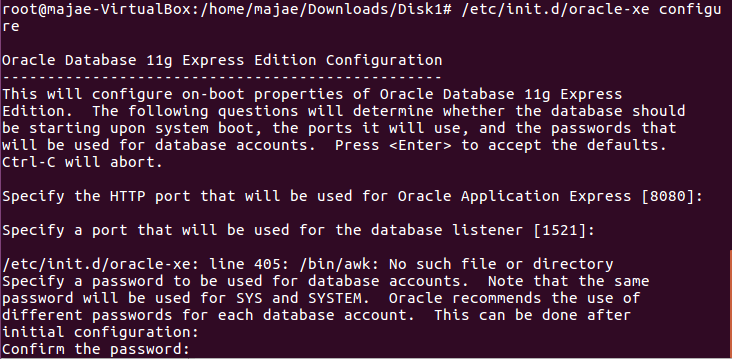 root@majae-VirtualBox:/home/majae/Downloads/Disk1# /etc/init.d/oracle-xe configu
re
Oracle Database 11g Express Edition Configuration
-------------------------------------------------
This will configure on-boot properties of Oracle Database 11g Express
Edition.  The following questions will determine whether the database should
be starting upon system boot, the ports it will use, and the passwords that
will be used for database accounts.  Press <Enter> to accept the defaults.
Ctrl-C will abort.
Specify the HTTP port that will be used for Oracle Application Express [8080]:
Specify a port that will be used for the database listener [1521]:
/etc/init.d/oracle-xe: line 405: /bin/awk: No such file or directory
Specify a password to be used for database accounts.  Note that the same
password will be used for SYS and SYSTEM.  Oracle recommends the use of
different passwords for each database account.  This can be done after
initial configuration:
Confirm the password: